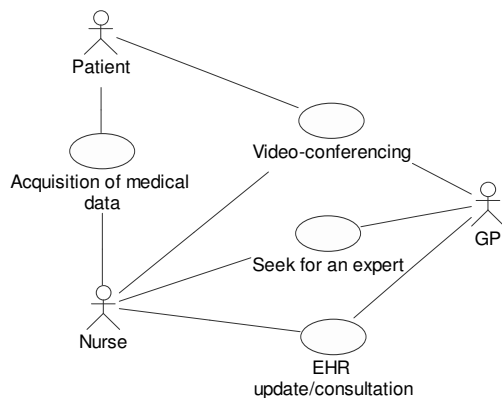 Patient
Video-conferencing
Acquisition of medical
data
GP
Seek for an expert
Nurse
EHR
update/consultation